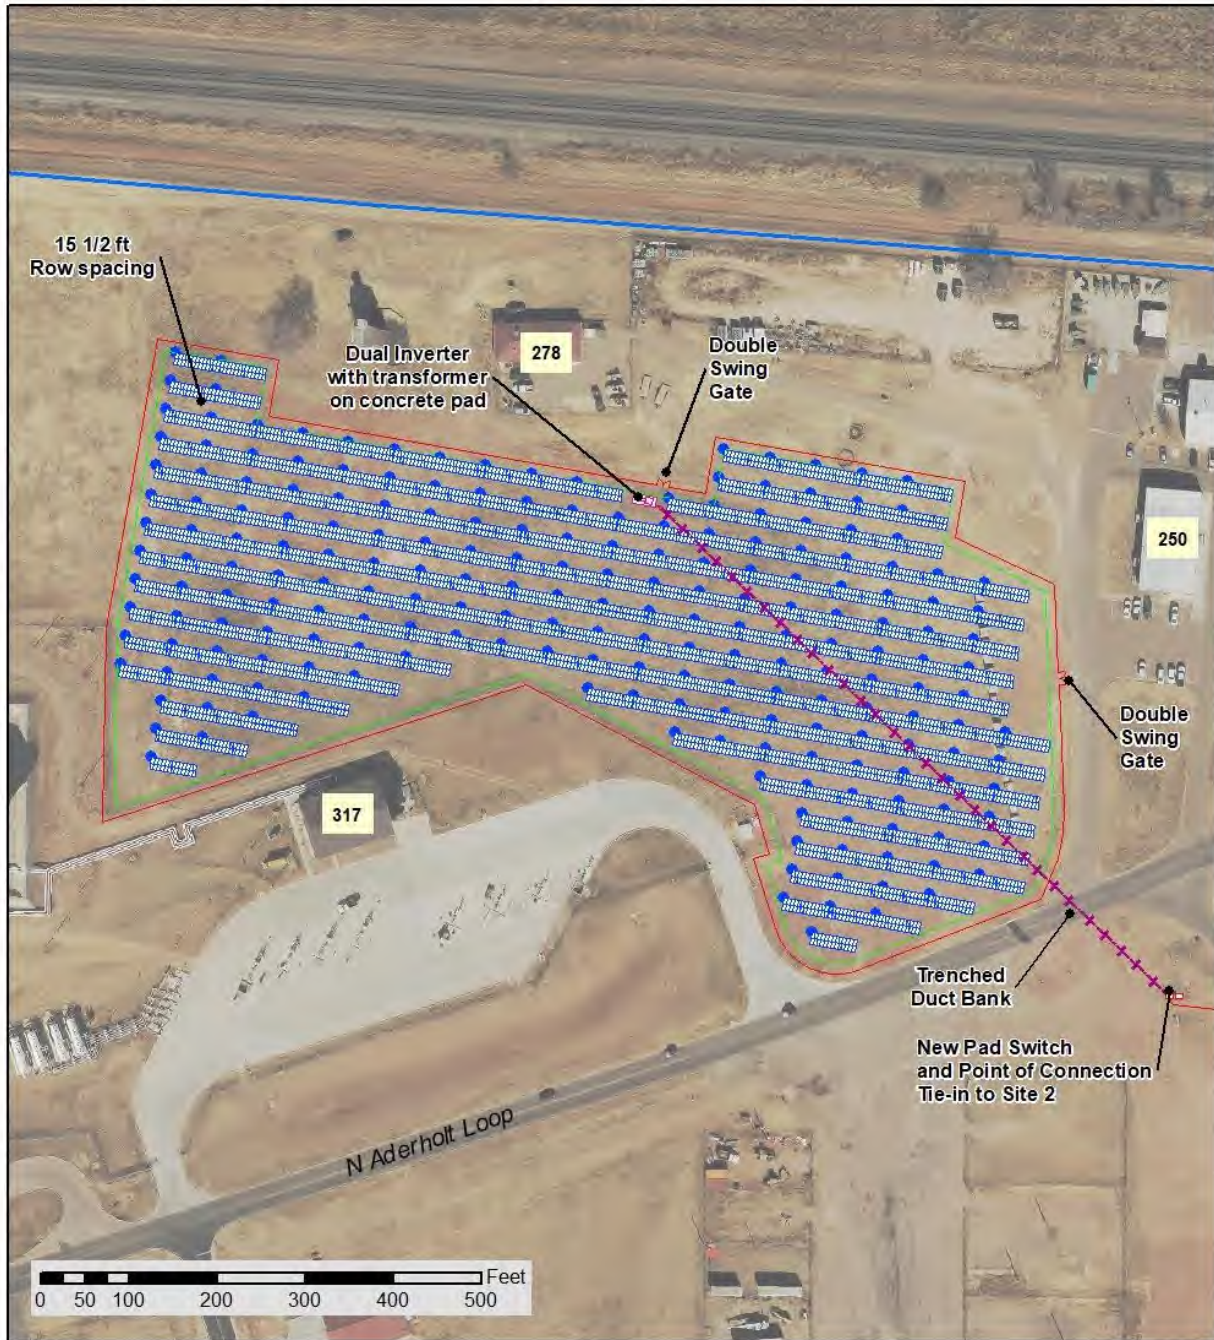 15 1/2 ft
Row spacing
Dual Inverter
with transformer
on concrete pad
278
Double
Swing
Gate
250
Double
Swing
Gate
317
Trenched
Duct Bank
New Pad Switch
and Point of Connection
Tie-in to Site 2
N Aderholt Loop
Feet
0 50 100 200 300 400 500